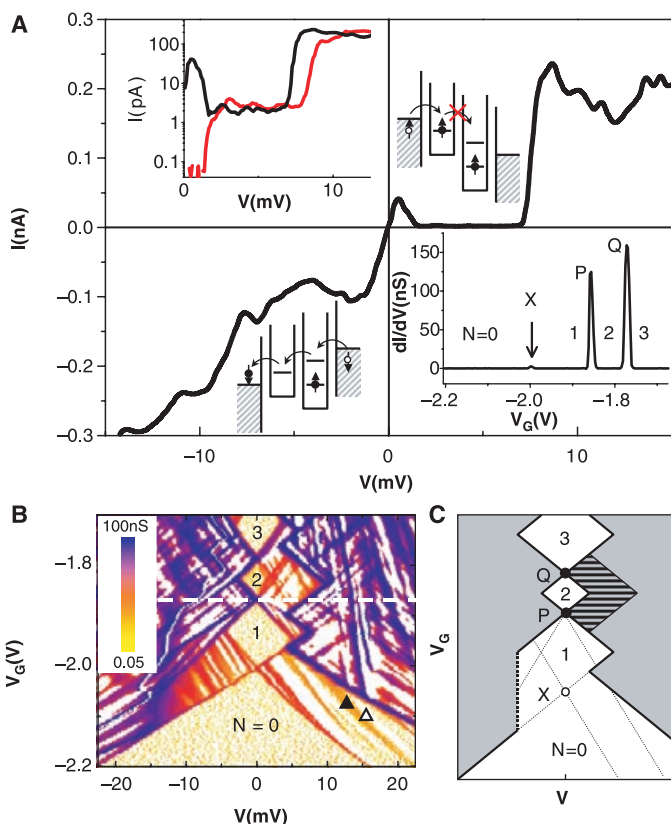 A
I(nA)
0.2
0.1
0.0
−0.1
−0.2
−0.3
−10
0
10
V(mV)
I(pA)
100
10
1
0.1
0
10
V(mV)
dI/dV(nS)
150
100
50
0
N=0
X
P
Q
1
2
3
−2.2
−2.0
−1.8
V_G(V)
B
100nS
0.05
V_G(V)
−1.8
−2.0
−2.2
3
2
1
N = 0
−20
−10
0
10
20
V(mV)
C
V_G
3
Q
2
P
1
X
N=0
V